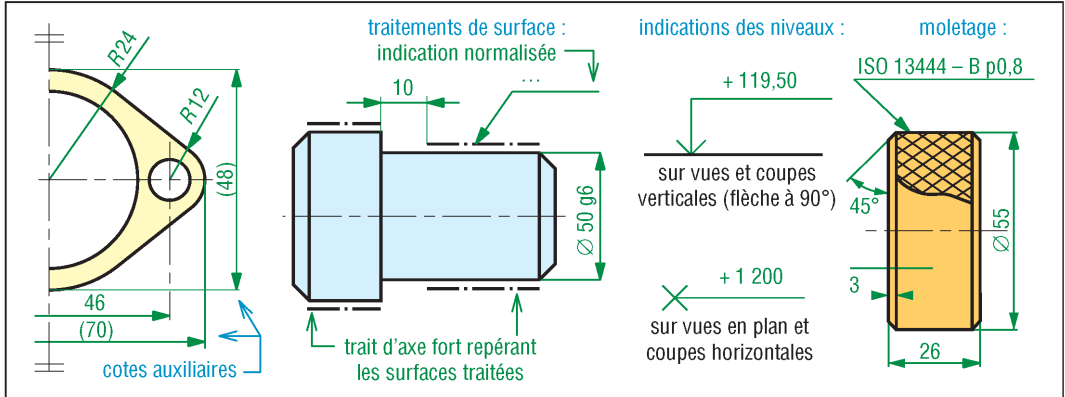 R24
R12
(48)
46
(70)
cotes auxiliaires
traitements de surface :
indication normalisée
...
10
Ø 50 g6
trait d'axe fort repérant
les surfaces traitées
indications des niveaux :
+ 119,50
sur vues et coupes
verticales (flèche à 90°)
+ 1 200
sur vues en plan et
coupes horizontales
moletage :
ISO 13444 – B p0,8
45°
Ø 55
3
26